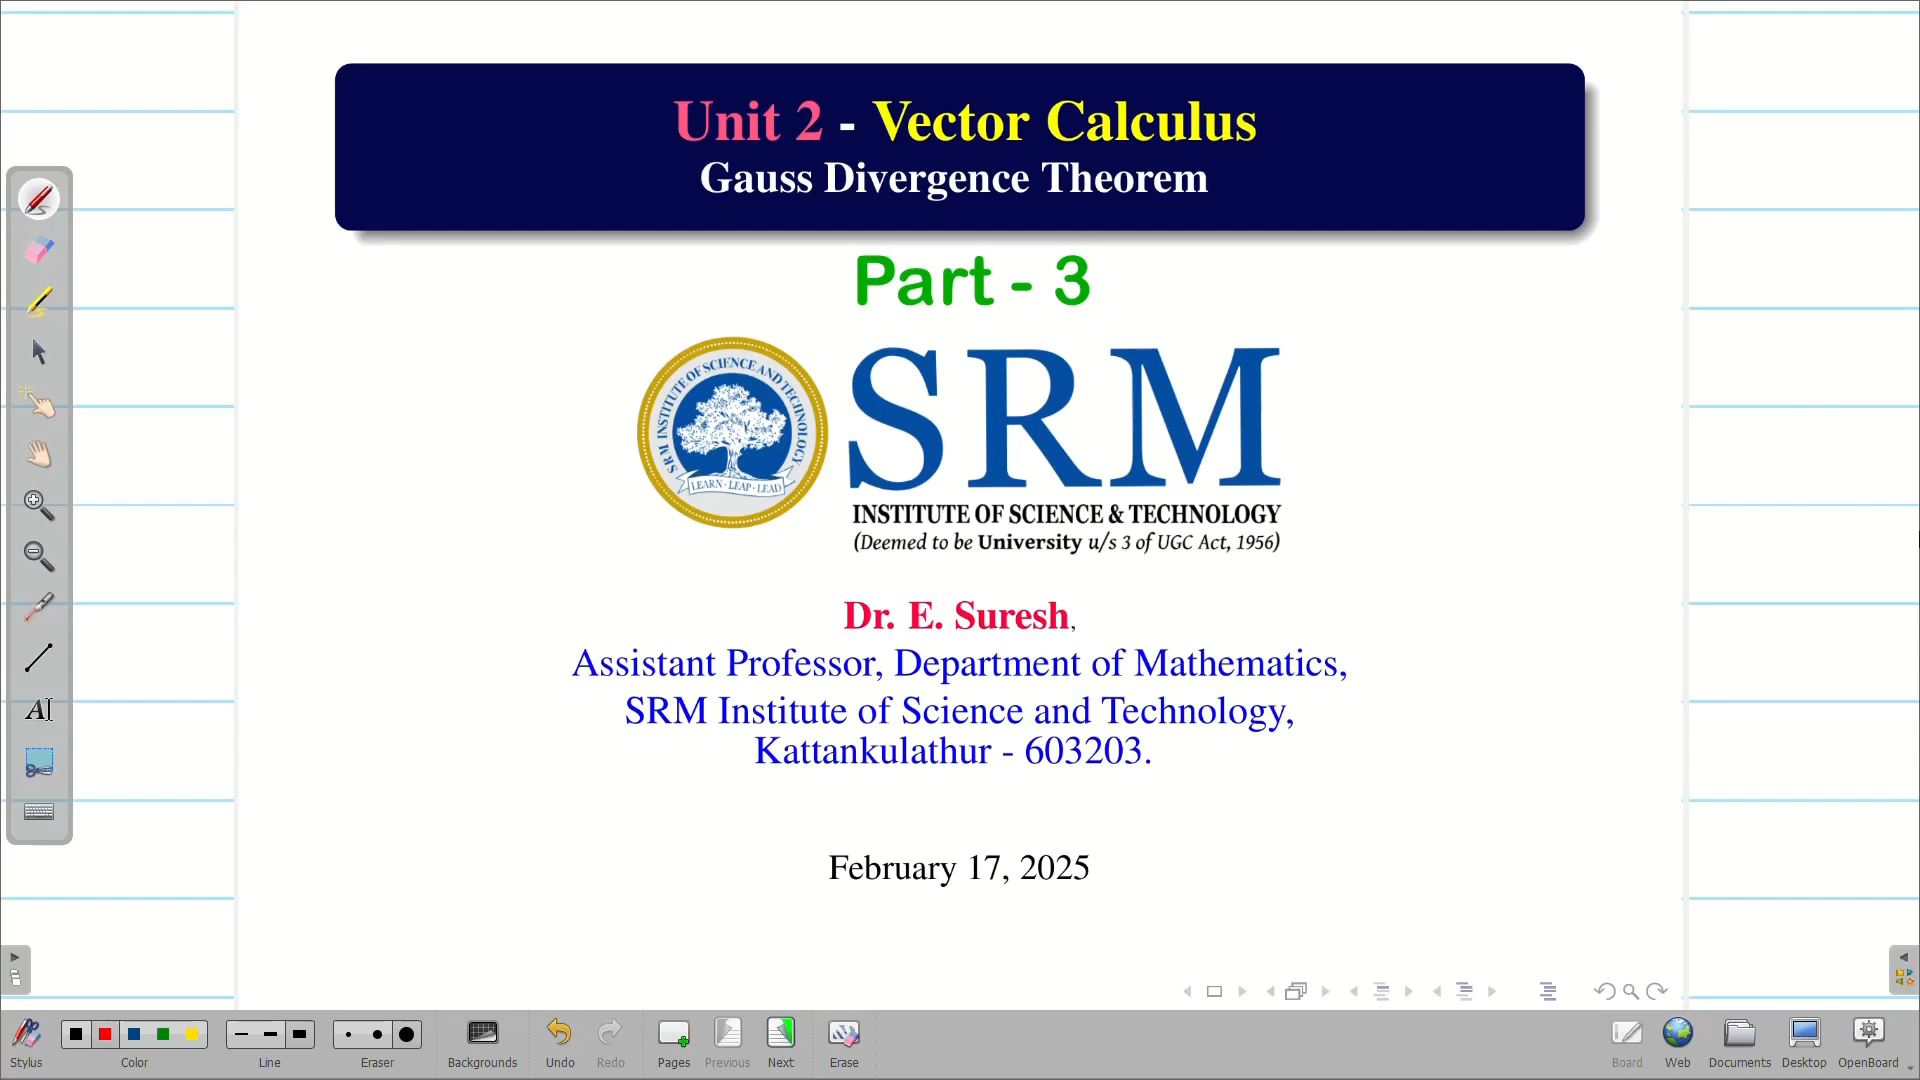 Unit 2 - Vector Calculus
Gauss Divergence Theorem
Part - 3
SRM INSTITUTE OF SCIENCE AND TECHNOLOGY
LEARN · LEAP · LEAD
SRM
INSTITUTE OF SCIENCE & TECHNOLOGY
(Deemed to be University u/s 3 of UGC Act, 1956)
Dr. E. Suresh,
Assistant Professor, Department of Mathematics,
SRM Institute of Science and Technology,
Kattankulathur - 603203.
February 17, 2025
Stylus Color Line Eraser Backgrounds Undo Redo Pages Previous Next Erase Board Web Documents Desktop OpenBoard